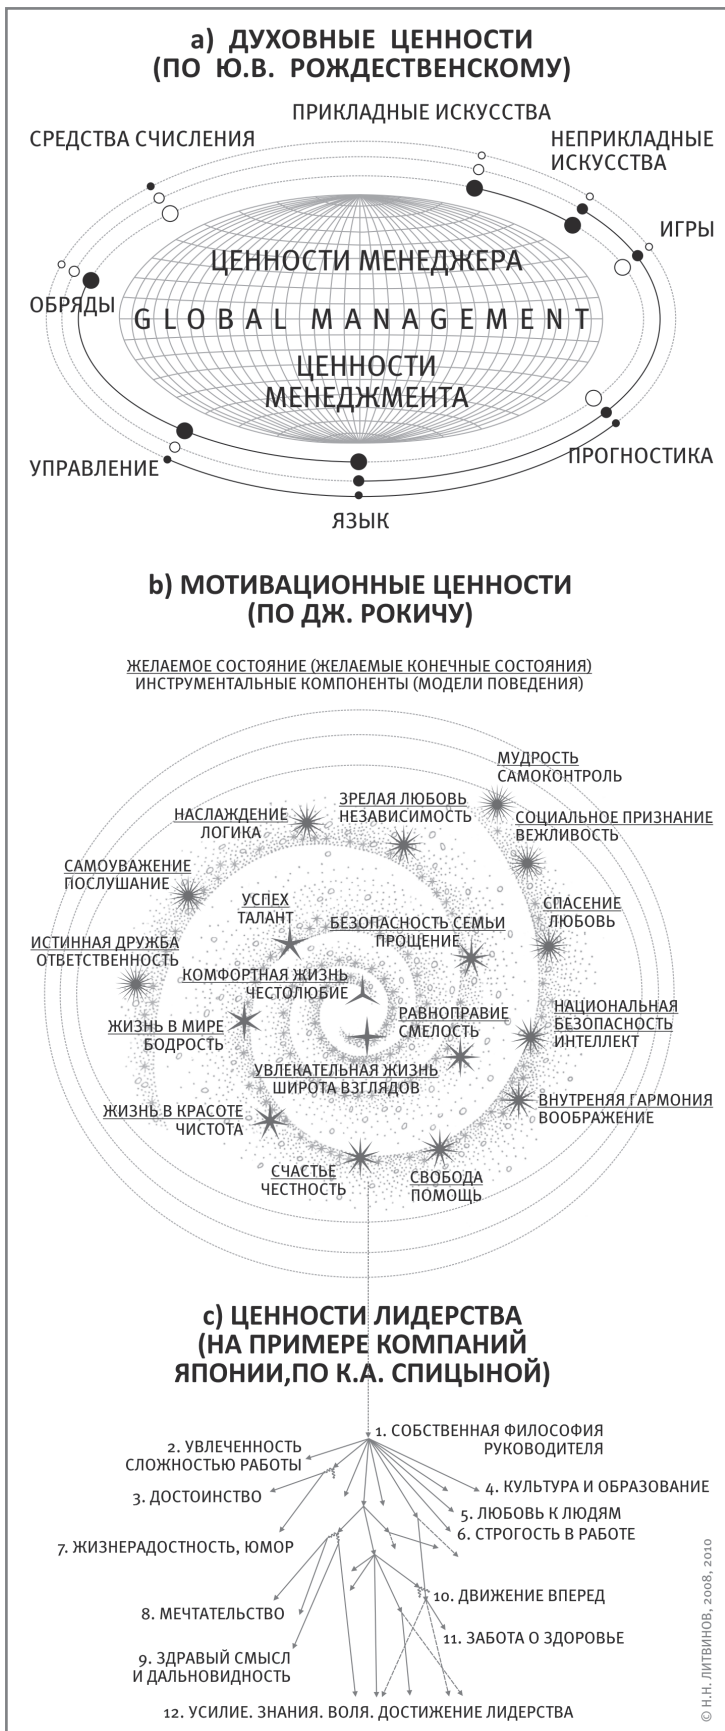 а) ДУХОВНЫЕ ЦЕННОСТИ
(ПО Ю.В. РОЖДЕСТВЕНСКОМУ)
ПРИКЛАДНЫЕ ИСКУССТВА
СРЕДСТВА СЧИСЛЕНИЯ
НЕПРИКЛАДНЫЕ
ИСКУССТВА
ИГРЫ
ЦЕННОСТИ МЕНЕДЖЕРА
ОБРЯДЫ
GLOBAL MANAGEMENT
ЦЕННОСТИ
МЕНЕДЖМЕНТА
УПРАВЛЕНИЕ
ПРОГНОСТИКА
ЯЗЫК
b) МОТИВАЦИОННЫЕ ЦЕННОСТИ
(ПО ДЖ. РОКИЧУ)
ЖЕЛАЕМОЕ СОСТОЯНИЕ (ЖЕЛАЕМЫЕ КОНЕЧНЫЕ СОСТОЯНИЯ)
ИНСТРУМЕНТАЛЬНЫЕ КОМПОНЕНТЫ (МОДЕЛИ ПОВЕДЕНИЯ)
МУДРОСТЬ
САМОКОНТРОЛЬ
ЗРЕЛАЯ ЛЮБОВЬ
НЕЗАВИСИМОСТЬ
НАСЛАЖДЕНИЕ
ЛОГИКА
СОЦИАЛЬНОЕ ПРИЗНАНИЕ
ВЕЖЛИВОСТЬ
САМОУВАЖЕНИЕ
ПОСЛУШАНИЕ
УСПЕХ
ТАЛАНТ
СПАСЕНИЕ
ЛЮБОВЬ
БЕЗОПАСНОСТЬ СЕМЬИ
ПРОЩЕНИЕ
ИСТИННАЯ ДРУЖБА
ОТВЕТСТВЕННОСТЬ
КОМФОРТНАЯ ЖИЗНЬ
ЧЕСТОЛЮБИЕ
РАВНОПРАВИЕ
СМЕЛОСТЬ
НАЦИОНАЛЬНАЯ
БЕЗОПАСНОСТЬ
ИНТЕЛЛЕКТ
ЖИЗНЬ В МИРЕ
БОДРОСТЬ
УВЛЕКАТЕЛЬНАЯ ЖИЗНЬ
ШИРОТА ВЗГЛЯДОВ
ВНУТРЕНЯЯ ГАРМОНИЯ
ВООБРАЖЕНИЕ
ЖИЗНЬ В КРАСОТЕ
ЧИСТОТА
СЧАСТЬЕ
ЧЕСТНОСТЬ
СВОБОДА
ПОМОЩЬ
с) ЦЕННОСТИ ЛИДЕРСТВА
(НА ПРИМЕРЕ КОМПАНИЙ
ЯПОНИИ,ПО К.А. СПИЦЫНОЙ)
1. СОБСТВЕННАЯ ФИЛОСОФИЯ
РУКОВОДИТЕЛЯ
2. УВЛЕЧЕННОСТЬ
СЛОЖНОСТЬЮ РАБОТЫ
3. ДОСТОИНСТВО
4. КУЛЬТУРА И ОБРАЗОВАНИЕ
5. ЛЮБОВЬ К ЛЮДЯМ
6. СТРОГОСТЬ В РАБОТЕ
7. ЖИЗНЕРАДОСТНОСТЬ, ЮМОР
8. МЕЧТАТЕЛЬСТВО
10. ДВИЖЕНИЕ ВПЕРЕД
11. ЗАБОТА О ЗДОРОВЬЕ
9. ЗДРАВЫЙ СМЫСЛ
И ДАЛЬНОВИДНОСТЬ
12. УСИЛИЕ. ЗНАНИЯ. ВОЛЯ. ДОСТИЖЕНИЕ ЛИДЕРСТВА
© Н.Н. ЛИТВИНОВ, 2008, 2010